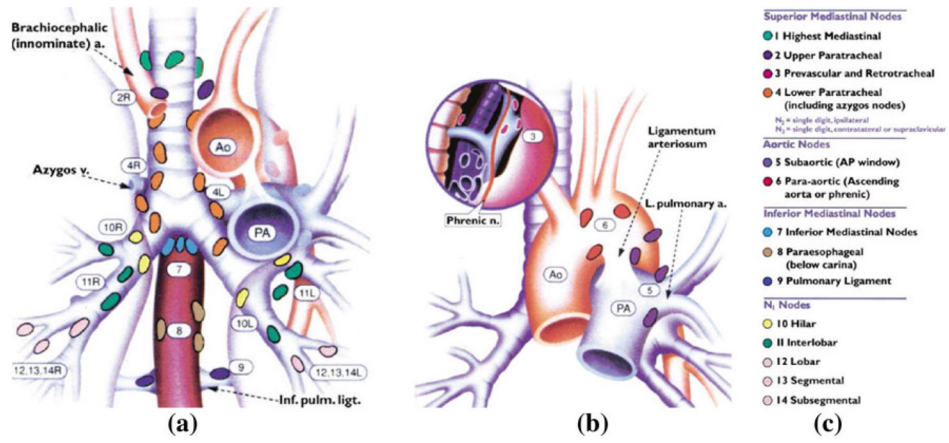 Brachiocephalic
(innominate) a.
2R
Ao
4R
Azygos v.
4L
PA
10R
7
11R
11L
10L
8
12,13,14R
9
12,13,14L
Inf. pulm. ligt.
(a)
3
Phrenic n.
Ligamentum
arteriosum
L. pulmonary a.
6
Ao
5
PA
(b)
Superior Mediastinal Nodes
1 Highest Mediastinal
2 Upper Paratracheal
3 Prevascular and Retrotracheal
4 Lower Paratracheal
(including azygos nodes)
N2 = single digit, ipsilateral
N3 = single digit, contralateral or supraclavicular
Aortic Nodes
5 Subaortic (AP window)
6 Para-aortic (Ascending
aorta or phrenic)
Inferior Mediastinal Nodes
7 Inferior Mediastinal Nodes
8 Paraesophageal
(below carina)
9 Pulmonary Ligament
N1 Nodes
10 Hilar
11 Interlobar
12 Lobar
13 Segmental
14 Subsegmental
(c)